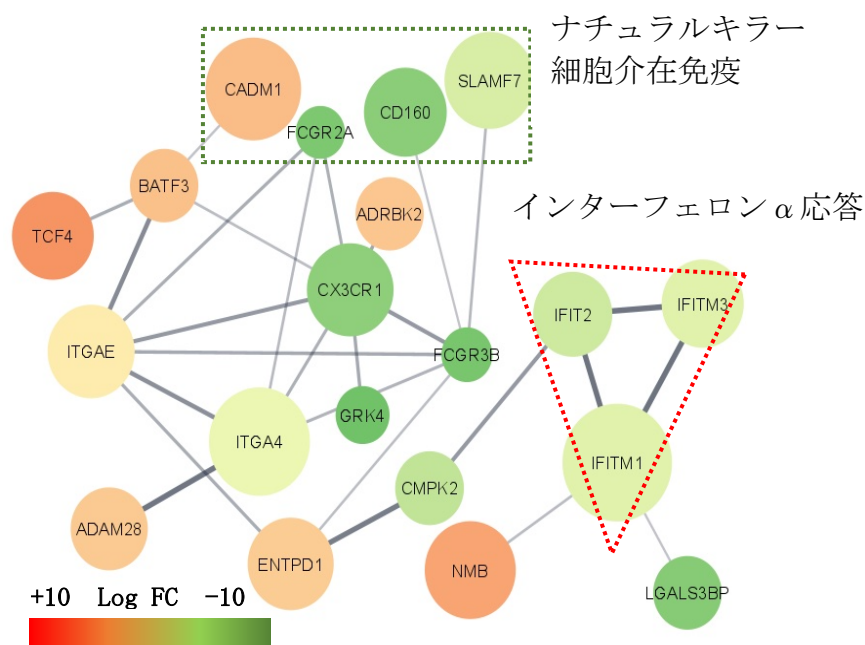 ナチュラルキラー
細胞介在免疫
SLAMF7
CADM1
CD160
FCGR2A
BATF3
ADRBK2
インターフェロン α 応答
TCF4
CX3CR1
IFITM3
IFIT2
ITGAE
FCGR3B
GRK4
ITGA4
IFITM1
CMPK2
ADAM28
ENTPD1
NMB
LGALS3BP
+10 Log FC -10